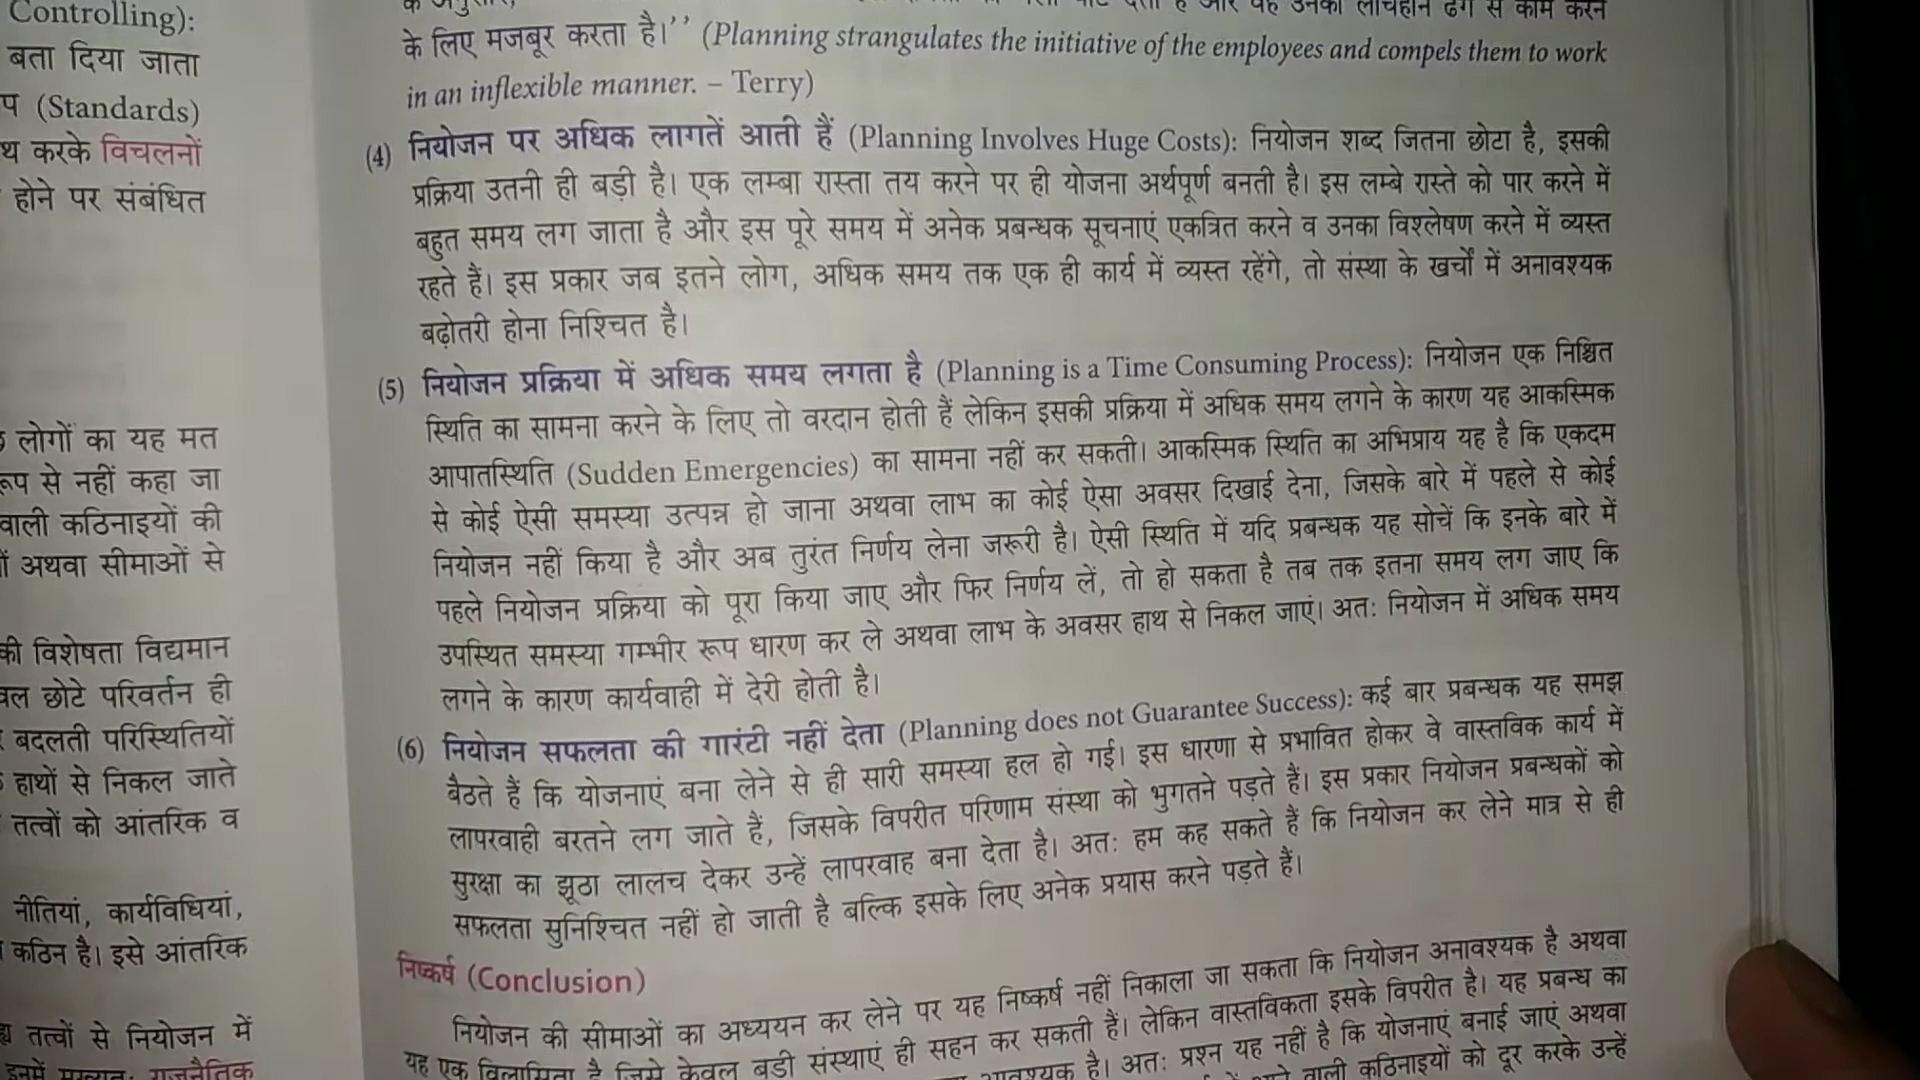 Controlling):
बता दिया जाता
(Standards)
करके विचलनों
होने पर संबंधित
लोगों का यह मत
रूप से नहीं कहा जा
वाली कठिनाइयों की
अथवा सीमाओं से
की विशेषता विद्यमान
छोटे परिवर्तन ही
बदलती परिस्थितियों
हाथों से निकल जाते
तत्वों को आंतरिक व
नीतियां, कार्यविधियां,
कठिन है। इसे आंतरिक
तत्वों से नियोजन में
राजनैतिक
के लिए मजबूर करता है।’’ (Planning strangulates the initiative of the employees and compels them to work
in an inflexible manner. – Terry)
(4) नियोजन पर अधिक लागतें आती हैं (Planning Involves Huge Costs): नियोजन शब्द जितना छोटा है, इसकी
प्रक्रिया उतनी ही बड़ी है। एक लम्बा रास्ता तय करने पर ही योजना अर्थपूर्ण बनती है। इस लम्बे रास्ते को पार करने में
बहुत समय लग जाता है और इस पूरे समय में अनेक प्रबन्धक सूचनाएं एकत्रित करने व उनका विश्लेषण करने में व्यस्त
रहते हैं। इस प्रकार जब इतने लोग, अधिक समय तक एक ही कार्य में व्यस्त रहेंगे, तो संस्था के खर्चों में अनावश्यक
बढ़ोतरी होना निश्चित है।
(5) नियोजन प्रक्रिया में अधिक समय लगता है (Planning is a Time Consuming Process): नियोजन एक निश्चित
स्थिति का सामना करने के लिए तो वरदान होती हैं लेकिन इसकी प्रक्रिया में अधिक समय लगने के कारण यह आकस्मिक
आपातस्थिति (Sudden Emergencies) का सामना नहीं कर सकती। आकस्मिक स्थिति का अभिप्राय यह है कि एकदम
से कोई ऐसी समस्या उत्पन्न हो जाना अथवा लाभ का कोई ऐसा अवसर दिखाई देना, जिसके बारे में पहले से कोई
नियोजन नहीं किया है और अब तुरंत निर्णय लेना जरूरी है। ऐसी स्थिति में यदि प्रबन्धक यह सोचें कि इनके बारे में
पहले नियोजन प्रक्रिया को पूरा किया जाए और फिर निर्णय लें, तो हो सकता है तब तक इतना समय लग जाए कि
उपस्थित समस्या गम्भीर रूप धारण कर ले अथवा लाभ के अवसर हाथ से निकल जाएं। अतः नियोजन में अधिक समय
लगने के कारण कार्यवाही में देरी होती है।
(6) नियोजन सफलता की गारंटी नहीं देता (Planning does not Guarantee Success): कई बार प्रबन्धक यह समझ
बैठते हैं कि योजनाएं बना लेने से ही सारी समस्या हल हो गई। इस धारणा से प्रभावित होकर वे वास्तविक कार्य में
लापरवाही बरतने लग जाते हैं, जिसके विपरीत परिणाम संस्था को भुगतने पड़ते हैं। इस प्रकार नियोजन प्रबन्धकों को
सुरक्षा का झूठा लालच देकर उन्हें लापरवाह बना देता है। अतः हम कह सकते हैं कि नियोजन कर लेने मात्र से ही
सफलता सुनिश्चित नहीं हो जाती है बल्कि इसके लिए अनेक प्रयास करने पड़ते हैं।
निष्कर्ष (Conclusion)
नियोजन की सीमाओं का अध्ययन कर लेने पर यह निष्कर्ष नहीं निकाला जा सकता कि नियोजन अनावश्यक है अथवा
यह एक विलासिता है जिसे केवल बड़ी संस्थाएं ही सहन कर सकती हैं। लेकिन वास्तविकता इसके विपरीत है। यह प्रबन्ध का
है। अतः प्रश्न यह नहीं है कि योजनाएं बनाई जाएं अथवा
वाली कठिनाइयों को दूर करके उन्हें